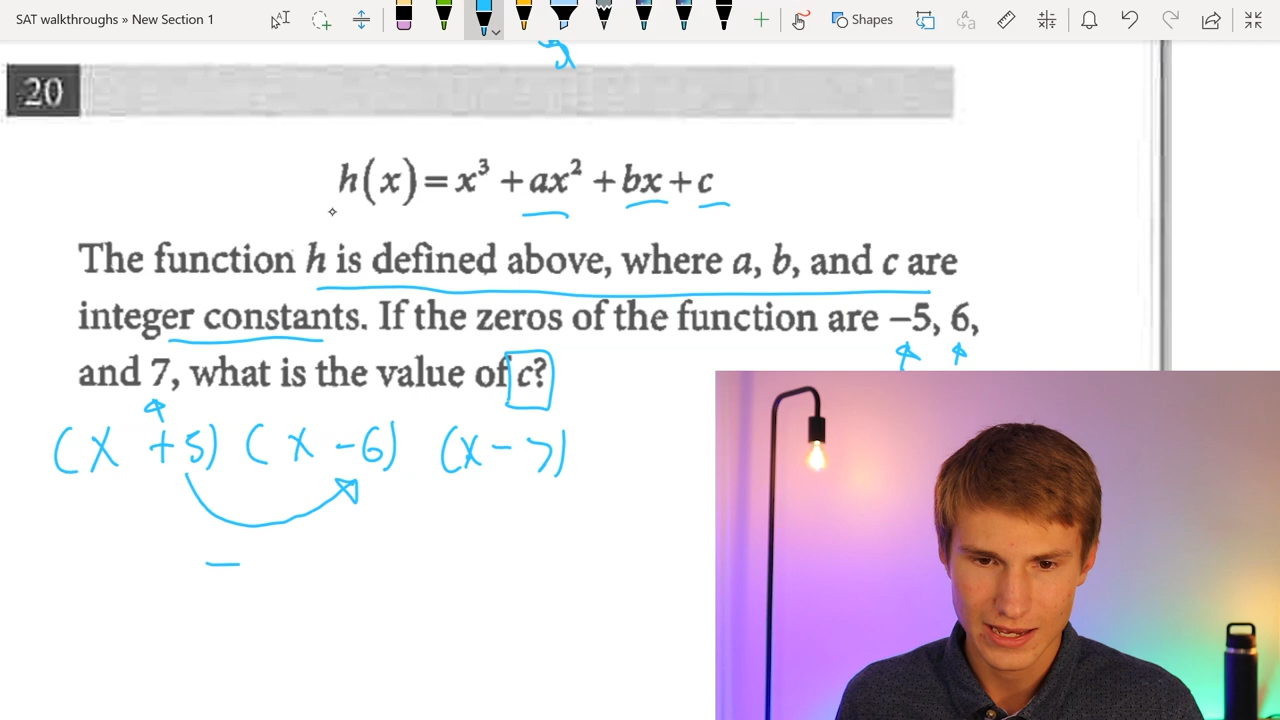 SAT walkthroughs » New Section 1
Shapes
20
h(x) = x³ + ax² + bx + c
The function h is defined above, where a, b, and c are
integer constants. If the zeros of the function are −5, 6,
and 7, what is the value of c?
(x +5) (x -6) (x - 7)
−